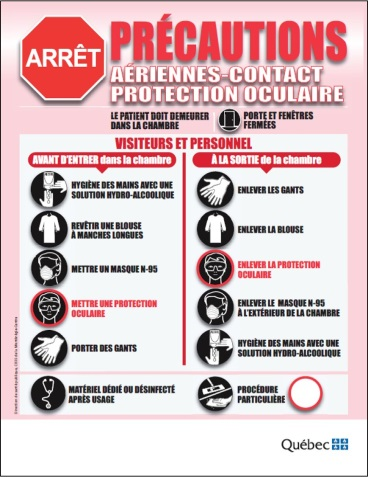 ARRÊT
PRÉCAUTIONS
AÉRIENNES-CONTACT
PROTECTION OCULAIRE
LE PATIENT DOIT DEMEURER
DANS LA CHAMBRE
PORTE ET FENÊTRES
FERMÉES
VISITEURS ET PERSONNEL
AVANT D'ENTRER dans la chambre
HYGIÈNE DES MAINS AVEC UNE
SOLUTION HYDRO-ALCOOLIQUE
REVÊTIR UNE BLOUSE
À MANCHES LONGUES
METTRE UN MASQUE N-95
METTRE UNE PROTECTION
OCULAIRE
PORTER DES GANTS
À LA SORTIE de la chambre
ENLEVER LES GANTS
ENLEVER LA BLOUSE
ENLEVER LA PROTECTION
OCULAIRE
ENLEVER LE MASQUE N-95
À L'EXTÉRIEUR DE LA CHAMBRE
HYGIÈNE DES MAINS AVEC UNE
SOLUTION HYDRO-ALCOOLIQUE
MATÉRIEL DÉDIÉ OU DÉSINFECTÉ
APRÈS USAGE
PROCÉDURE
PARTICULIÈRE
Québec